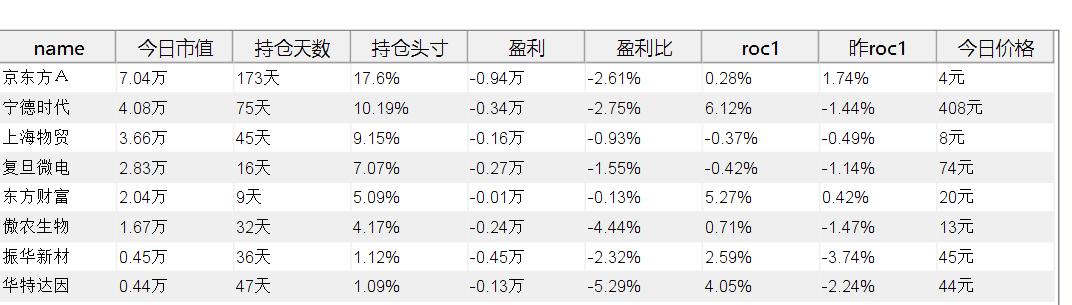 name 今日市值 持仓天数 持仓头寸 盈利 盈利比 roc1 昨roc1 今日价格
京东方Ａ 7.04万 173天 17.6% -0.94万 -2.61% 0.28% 1.74% 4元
宁德时代 4.08万 75天 10.19% -0.34万 -2.75% 6.12% -1.44% 408元
上海物贸 3.66万 45天 9.15% -0.16万 -0.93% -0.37% -0.49% 8元
复旦微电 2.83万 16天 7.07% -0.27万 -1.55% -0.42% -1.14% 74元
东方财富 2.04万 9天 5.09% -0.01万 -0.13% 5.27% 0.42% 20元
傲农生物 1.67万 32天 4.17% -0.24万 -4.44% 0.71% -1.47% 13元
振华新材 0.45万 36天 1.12% -0.45万 -2.32% 2.59% -3.74% 45元
华特达因 0.44万 47天 1.09% -0.13万 -5.29% 4.05% -2.24% 44元